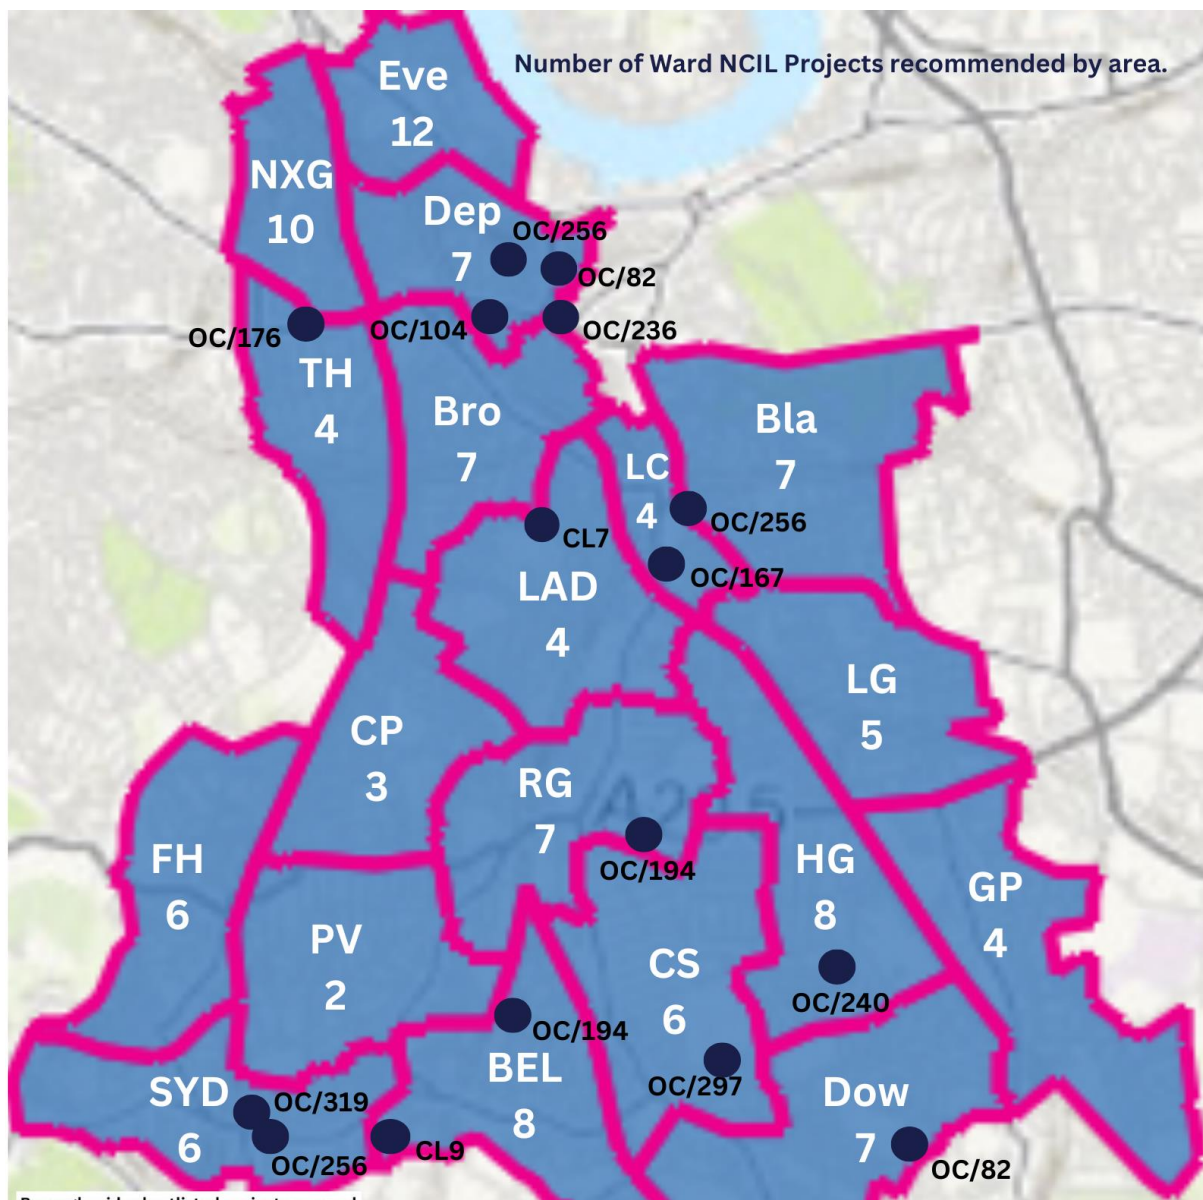 Number of Ward NCIL Projects recommended by area.
Eve
12
NXG
10
Dep
7
OC/256
OC/82
OC/176
OC/104
OC/236
TH
4
Bro
7
Bla
7
LC
4
OC/256
CL7
OC/167
LAD
4
LG
5
CP
3
RG
7
A2
OC/194
FH
6
HG
8
GP
4
PV
2
CS
6
OC/240
OC/194
BEL
8
OC/297
SYD
6
OC/319
OC/256
CL9
Dow
7
OC/82